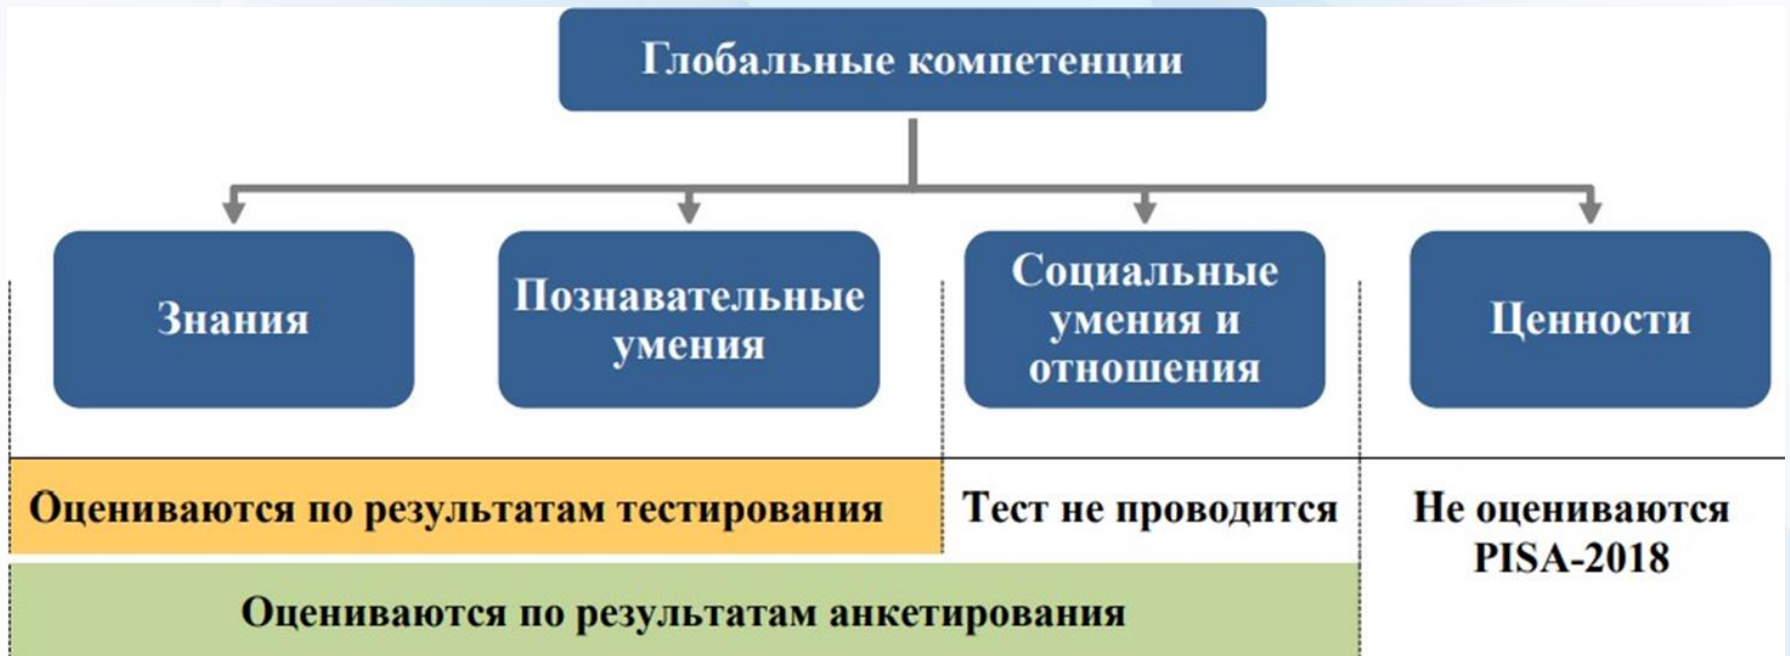 Глобальные компетенции
Знания
Познавательные
умения
Социальные
умения и
отношения
Ценности
Оцениваются по результатам тестирования
Тест не проводится
Не оцениваются
PISA-2018
Оцениваются по результатам анкетирования